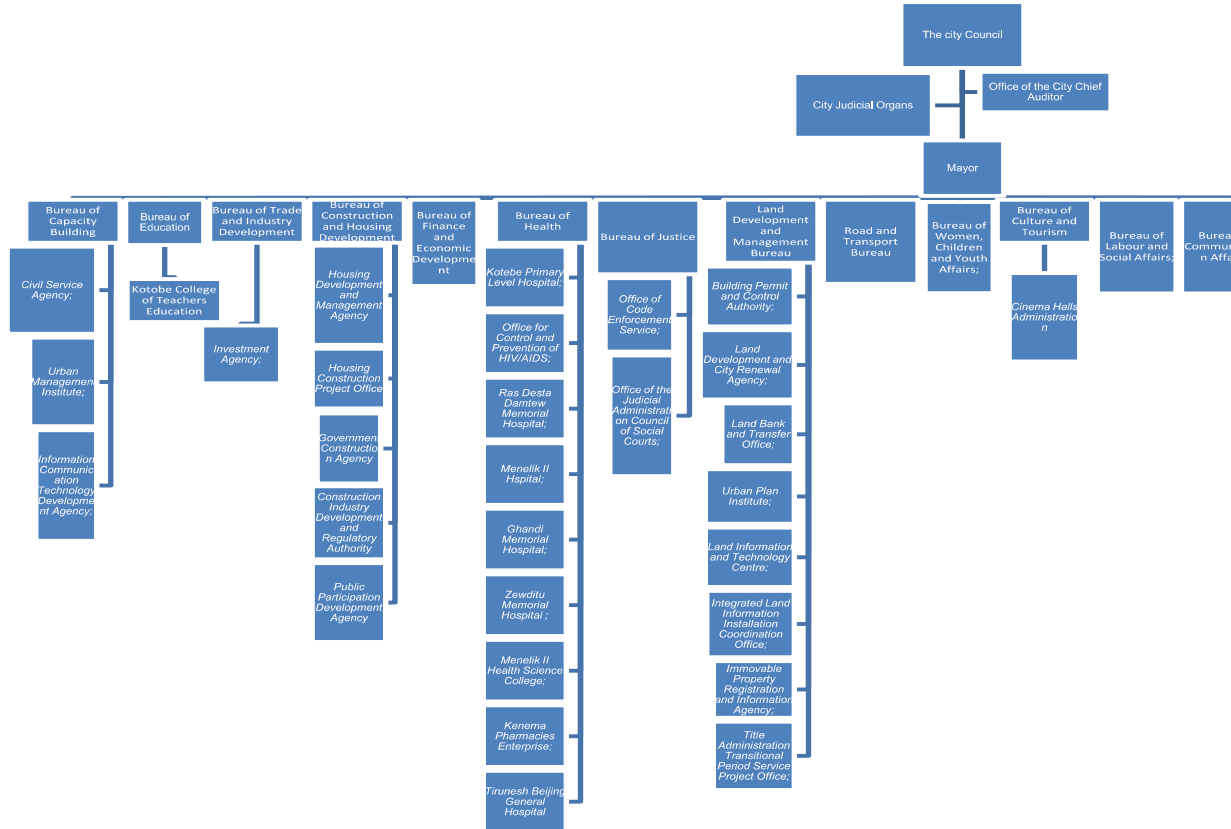 The city Council
Office of the City Chief
Auditor
City Judicial Organs
Mayor
Bureau of
Capacity
Building
Civil Service
Agency;
Urban
Management
Institute;
Information
Communic
ation
Technology
Developme
nt Agency;
Bureau of
Education
Kotobe College
of Teachers
Education
Bureau of Trade
and Industry
Development
Investment
Agency;
Bureau of
Construction
and Housing
Development
Housing
Development
and
Management
Agency
Housing
Construction
Project Office
Government
Constructio
n Agency
Construction
Industry
Development
and
Regulatory
Authority
Public
Participation
Development
Agency
Bureau of
Finance
and
Economic
Developme
nt
Bureau of
Health
Kotebe Primary
Level Hospital;
Office for
Control and
Prevention of
HIV/AIDS;
Ras Desta
Damtew
Memorial
Hospital;
Menelik II
Hspital;
Ghandi
Memorial
Hospital;
Zewditu
Memorial
Hospital ;
Menelik II
Health Science
College;
Kenema
Pharmacies
Enterprise;
Tirunesh Beijing
General
Hospital
Bureau of Justice
Office of
Code
Enforcement
Service;
Office of the
Judicial
Administrati
on Council
of Social
Courts;
Land
Development
and
Management
Bureau
Building Permit
and Control
Authority;
Land
Development and
City Renewal
Agency;
Land Bank
and Transfer
Office;
Urban Plan
Institute;
Land Information
and Technology
Centre;
Integrated Land
Information
Installation
Coordination
Office;
Immovable
Property
Registration
and Information
Agency;
Title
Administration
Transitional
Period Service
Project Office;
Road and
Transport
Bureau
Bureau of
Women,
Children
and Youth
Affairs;
Bureau of
Culture and
Tourism
Cinema Halls
Administratio
n
Bureau of
Labour and
Social Affairs;
Burea
Commun
n Affa